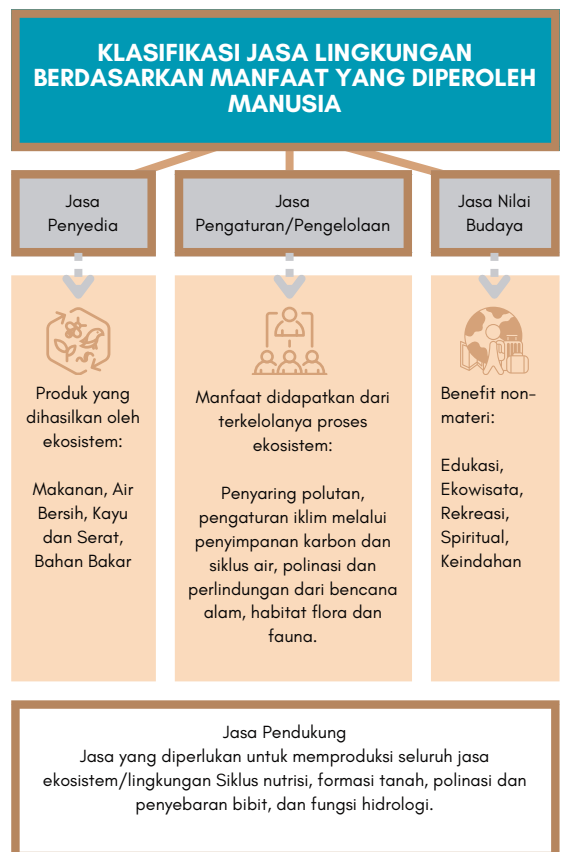 KLASIFIKASI JASA LINGKUNGAN
BERDASARKAN MANFAAT YANG DIPEROLEH
MANUSIA
Jasa
Penyedia
Jasa
Pengaturan/Pengelolaan
Jasa Nilai
Budaya
Produk yang
dihasilkan oleh
ekosistem:
Makanan, Air
Bersih, Kayu
dan Serat,
Bahan Bakar
Manfaat didapatkan dari
terkelolanya proses
ekosistem:
Penyaring polutan,
pengaturan iklim melalui
penyimpanan karbon dan
siklus air, polinasi dan
perlindungan dari bencana
alam, habitat flora dan
fauna.
Benefit non-
materi:
Edukasi,
Ekowisata,
Rekreasi,
Spiritual,
Keindahan
Jasa Pendukung
Jasa yang diperlukan untuk memproduksi seluruh jasa
ekosistem/lingkungan Siklus nutrisi, formasi tanah, polinasi dan
penyebaran bibit, dan fungsi hidrologi.